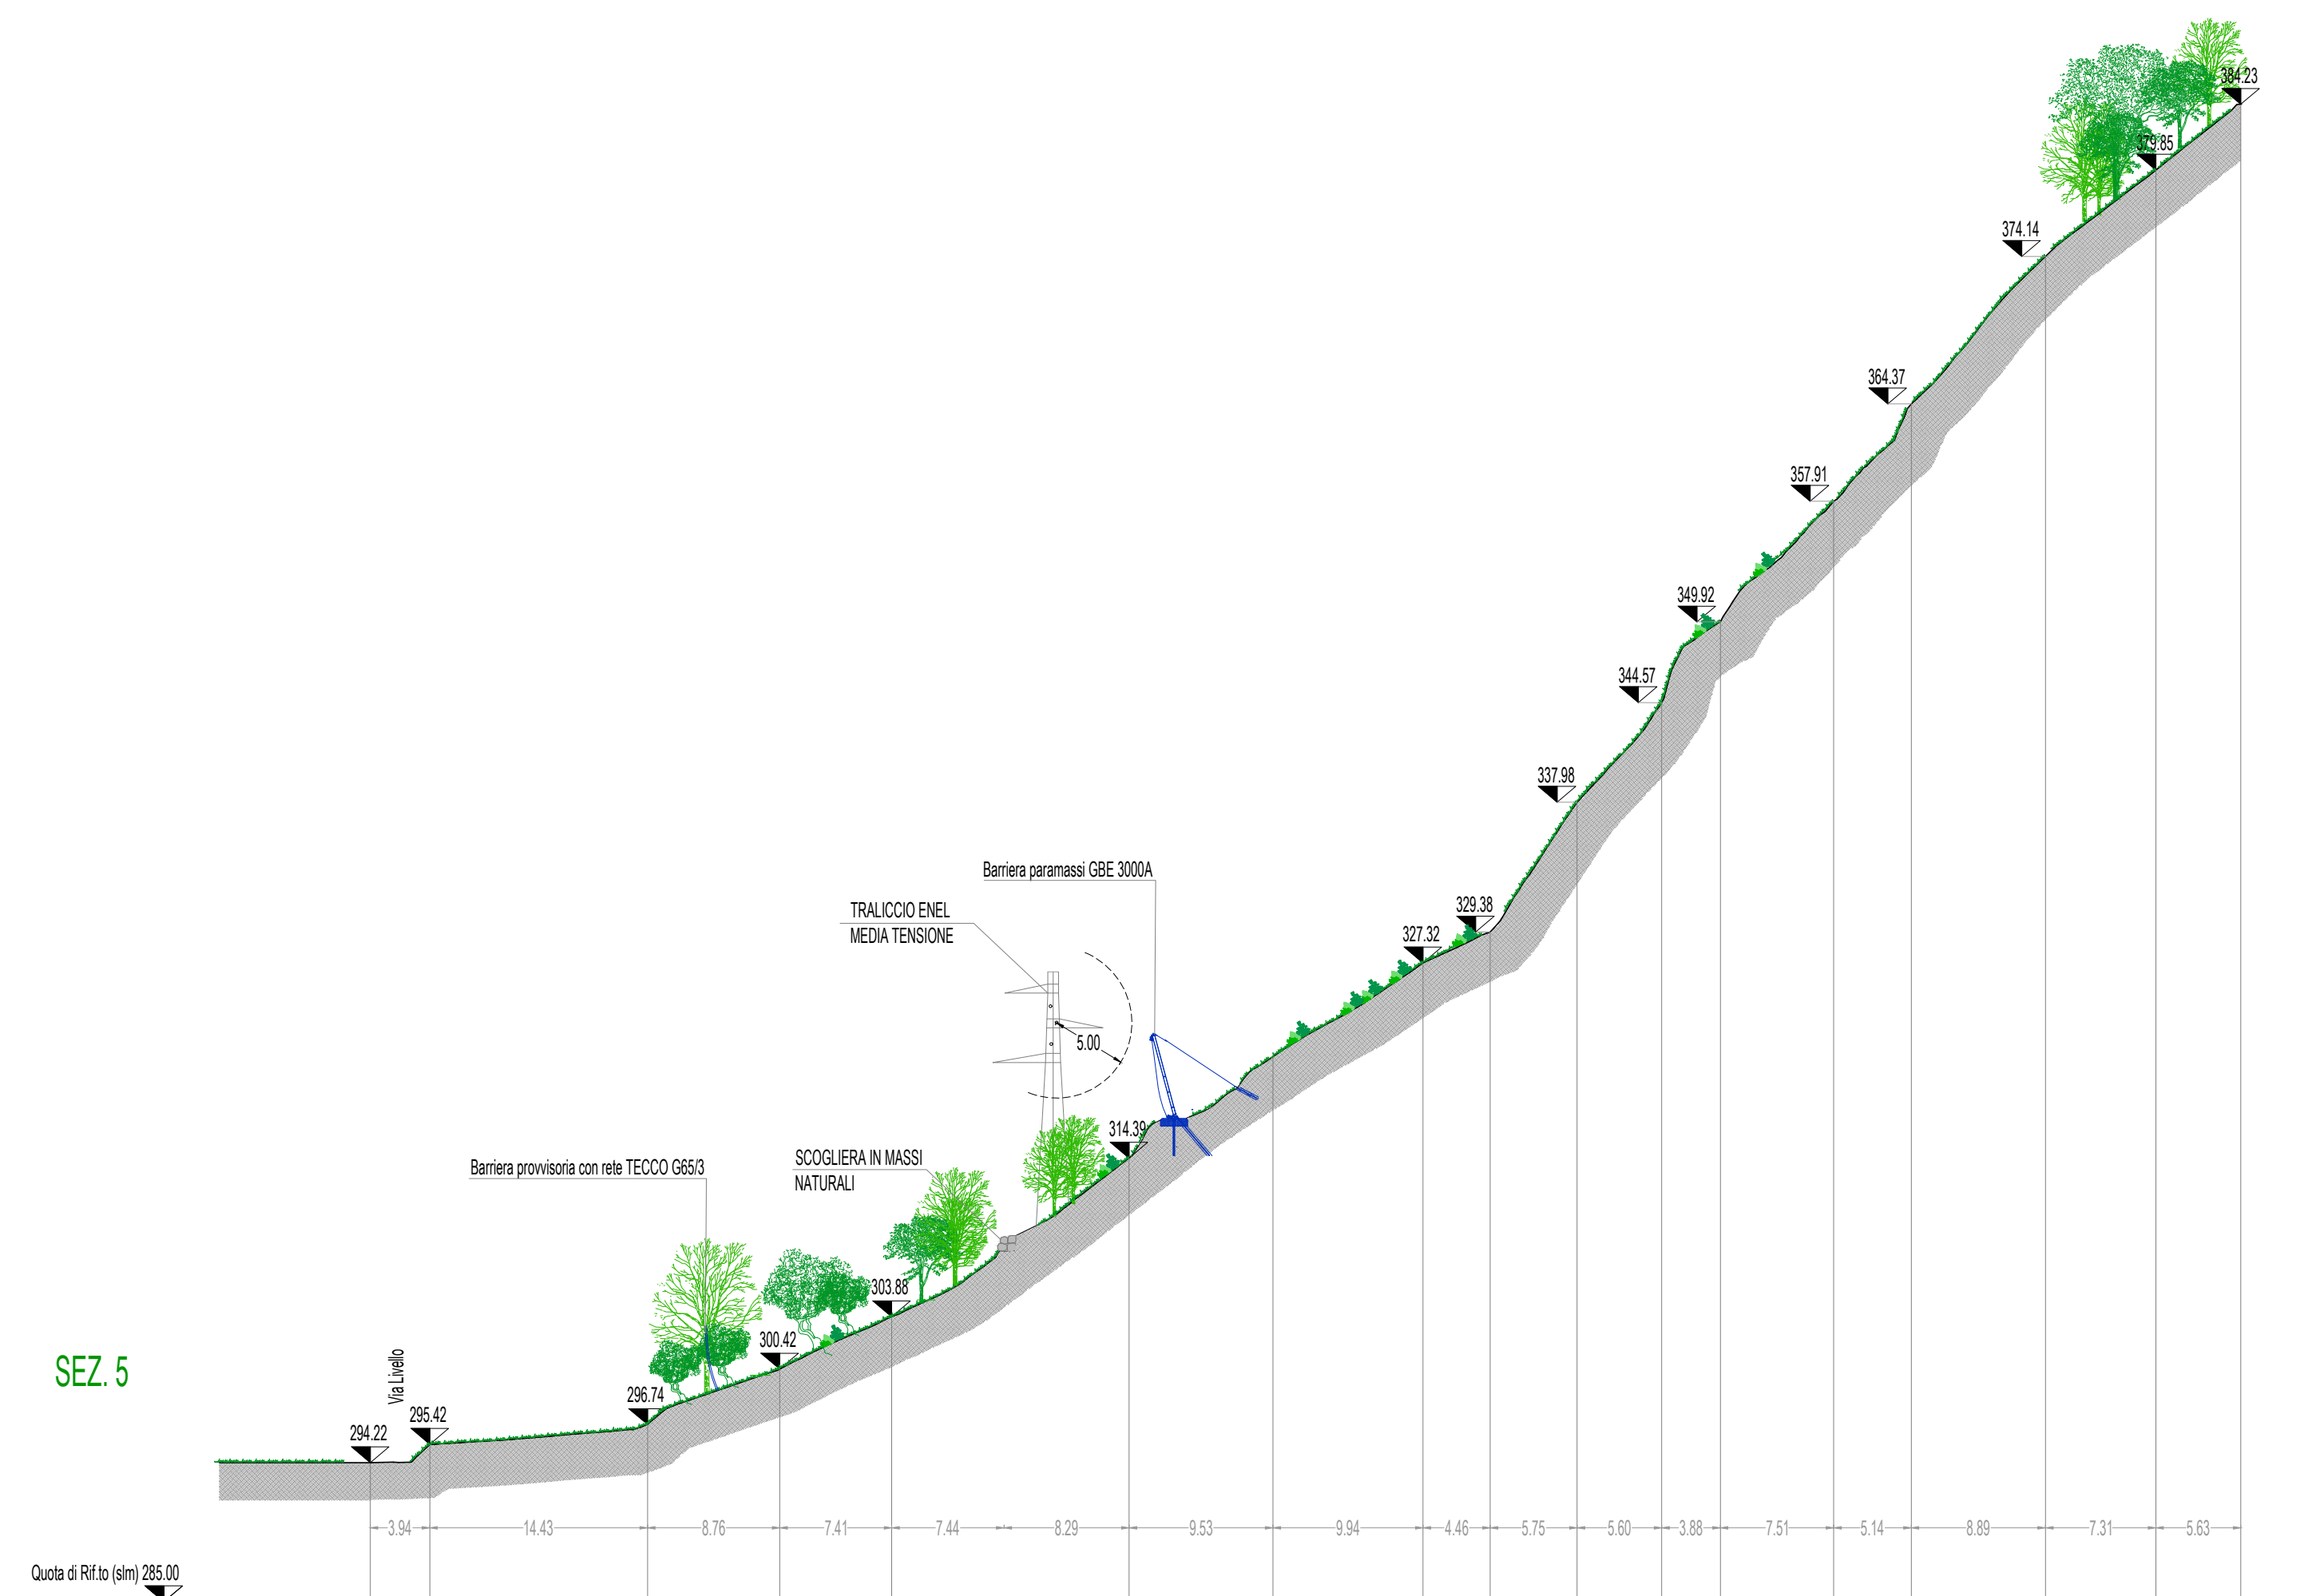 384.23
379.85
374.14
364.37
357.91
349.92
344.57
337.98
Barriera paramassi GBE 3000A
TRALICCIO ENEL
MEDIA TENSIONE
329.38
327.32
5.00
314.39
SCOGLIERA IN MASSI
NATURALI
Barriera provvisoria con rete TECCO G65/3
303.88
300.42
296.74
SEZ. 5
Via Livello
295.42
294.22
3.94 14.43 8.76 7.41 7.44 8.29 9.53 9.94 4.46 5.75 5.60 3.88 7.51 5.14 8.89 7.31 5.63
Quota di Rif.to (slm) 285.00